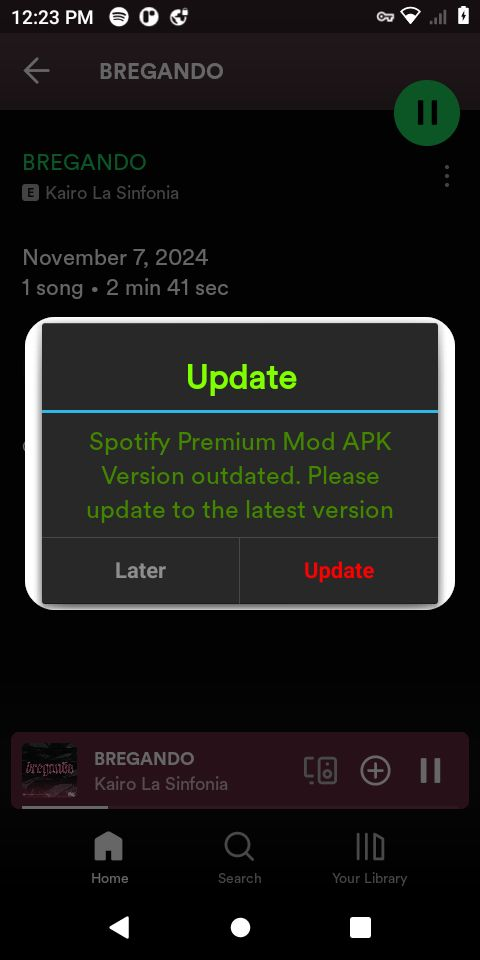 12:23 PM
BREGANDO
BREGANDO
E Kairo La Sinfonia
November 7, 2024
1 song • 2 min 41 sec
Update
Spotify Premium Mod APK
Version outdated. Please
update to the latest version
Later
Update
bregando
BREGANDO
Kairo La Sinfonia
Home
Search
Your Library